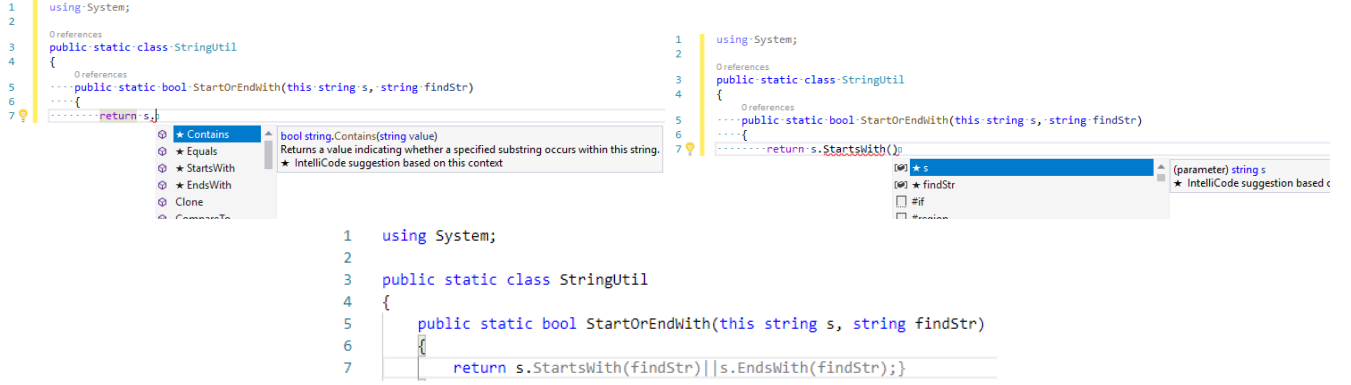 1 using System;
2
0 references
3 public static class StringUtil
4 {
0 references
5 public static bool StartOrEndWith(this string s, string findStr)
6 {
7 return s.
★ Contains
★ Equals
★ StartsWith
★ EndsWith
Clone
CompareTo
bool string.Contains(string value)
Returns a value indicating whether a specified substring occurs within this string.
★ IntelliCode suggestion based on this context
1 using System;
2
0 references
3 public static class StringUtil
4 {
0 references
5 public static bool StartOrEndWith(this string s, string findStr)
6 {
7 return s.StartsWith()
★ s
★ findStr
#if
#region
(parameter) string s
★ IntelliCode suggestion based c
1 using System;
2
3 public static class StringUtil
4 {
5 public static bool StartOrEndWith(this string s, string findStr)
6 {
7 return s.StartsWith(findStr)||s.EndsWith(findStr);}